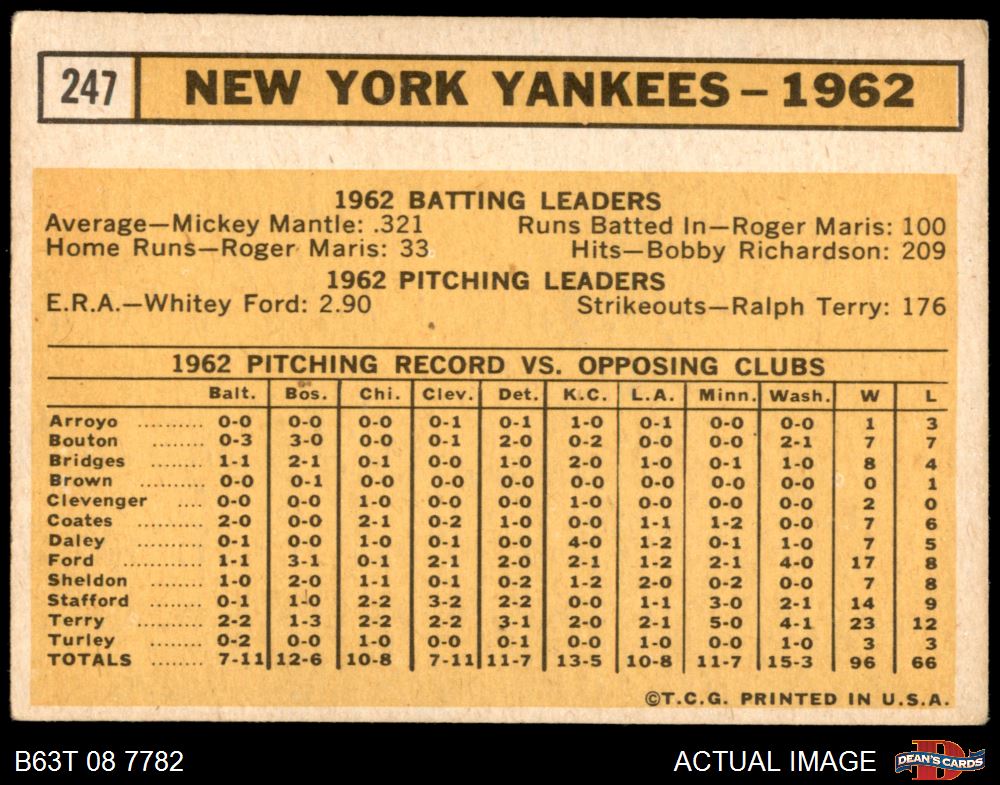 247 NEW YORK YANKEES – 1962
1962 BATTING LEADERS
Average—Mickey Mantle: .321 Runs Batted In—Roger Maris: 100
Home Runs—Roger Maris: 33 Hits—Bobby Richardson: 209
1962 PITCHING LEADERS
E.R.A.—Whitey Ford: 2.90 Strikeouts—Ralph Terry: 176
1962 PITCHING RECORD VS. OPPOSING CLUBS
Balt. Bos. Chi. Clev. Det. K.C. L.A. Minn. Wash. W L
Arroyo .......... 0-0 0-0 0-0 0-1 0-1 1-0 0-1 0-0 0-0 1 3
Bouton .......... 0-3 3-0 0-0 0-1 2-0 0-2 0-0 0-0 2-1 7 7
Bridges ........ 1-1 2-1 0-1 0-0 1-0 2-0 1-0 0-1 1-0 8 4
Brown .......... 0-0 0-1 0-0 0-0 0-0 0-0 0-0 0-0 0-0 0 1
Clevenger .... 0-0 0-0 1-0 0-0 0-0 1-0 0-0 0-0 0-0 2 0
Coates .......... 2-0 0-0 2-1 0-2 1-0 0-0 1-1 1-2 0-0 7 6
Daley .......... 0-1 0-0 1-0 0-1 0-0 4-0 1-2 0-1 1-0 7 5
Ford ............ 1-1 3-1 0-1 2-1 2-0 2-1 1-2 2-1 4-0 17 8
Sheldon ........ 1-0 2-0 1-1 0-1 0-2 1-2 2-0 0-2 0-0 7 8
Stafford ........ 0-1 1-0 2-2 3-2 2-2 0-0 1-1 3-0 2-1 14 9
Terry .......... 2-2 1-3 2-2 2-2 3-1 2-0 2-1 5-0 4-1 23 12
Turley .......... 0-2 0-0 1-0 0-0 0-1 0-0 1-0 0-0 1-0 3 3
TOTALS ........ 7-11 12-6 10-8 7-11 11-7 13-5 10-8 11-7 15-3 96 66
©T.C.G. PRINTED IN U.S.A.
B63T 08 7782 ACTUAL IMAGE DEAN'S CARDS